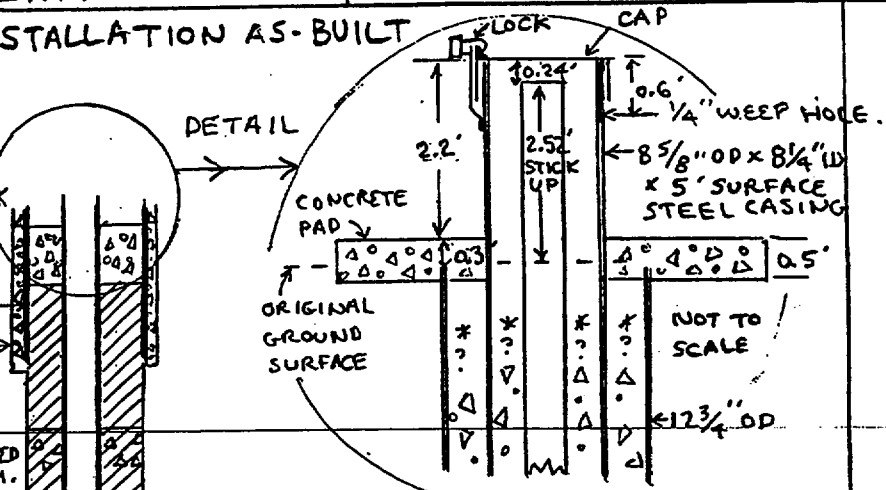 STALLATION AS-BUILT
LOCK
CAP
0.24'
0.6'
1/4" WEEP HOLE.
DETAIL
2.2'
2.52'
STICK
UP
8 5/8" OD x 8 1/4" ID
x 5' SURFACE
STEEL CASING
CONCRETE
PAD
0.3'
0.5'
ORIGINAL
GROUND
SURFACE
* * * *
? ? ? ?
NOT TO
SCALE
12 3/4" OD